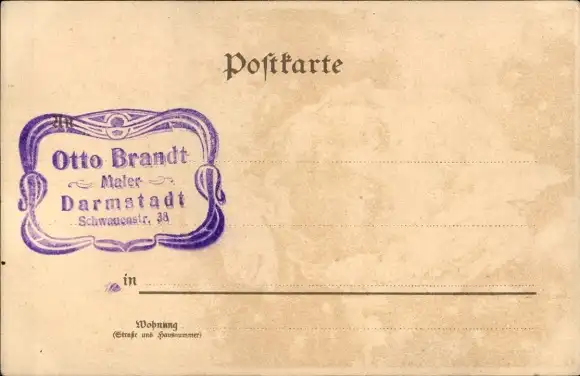 Postkarte
An
Otto Brandt
Maler
Darmstadt
Schwanenstr. 38
in
Wohnung
(Straße und Hausnummer)